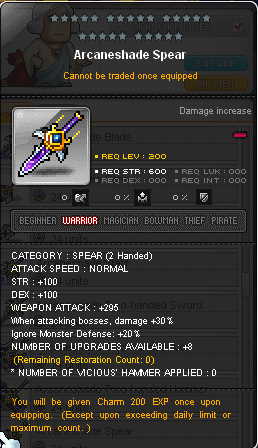 Arcaneshade Spear
Cannot be traded once equipped
Damage increase
REQ LEV : 200
REQ STR : 600 REQ LUK : 000
REQ DEX : 000 REQ INT : 000
0% 0% 0%
BEGINNER WARRIOR MAGICIAN BOWMAN THIEF PIRATE
CATEGORY : SPEAR (2 Handed)
ATTACK SPEED : NORMAL
STR : +100
DEX : +100
WEAPON ATTACK : +295
When attacking bosses, damage +30%
Ignore Monster Defense: +20%
NUMBER OF UPGRADES AVAILABLE : +8
(Remaining Restoration Count: 0)
* NUMBER OF VICIOUS' HAMMER APPLIED : 0
You will be given Charm 200 EXP once upon
equipping. (Except upon exceeding daily limit or
maximum count. )